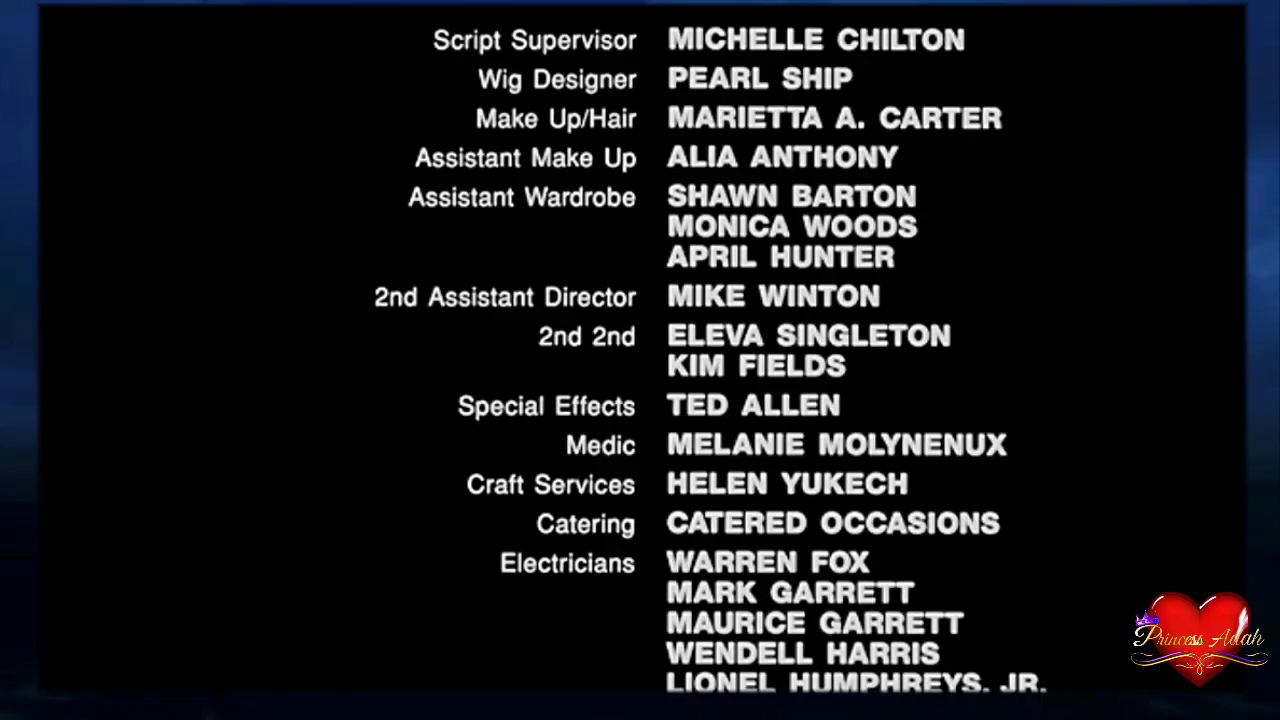 Script Supervisor MICHELLE CHILTON
Wig Designer PEARL SHIP
Make Up/Hair MARIETTA A. CARTER
Assistant Make Up ALIA ANTHONY
Assistant Wardrobe SHAWN BARTON
MONICA WOODS
APRIL HUNTER
2nd Assistant Director MIKE WINTON
2nd 2nd ELEVA SINGLETON
KIM FIELDS
Special Effects TED ALLEN
Medic MELANIE MOLYNENUX
Craft Services HELEN YUKECH
Catering CATERED OCCASIONS
Electricians WARREN FOX
MARK GARRETT
MAURICE GARRETT
WENDELL HARRIS
LIONEL HUMPHREYS, JR.
Princess Adah